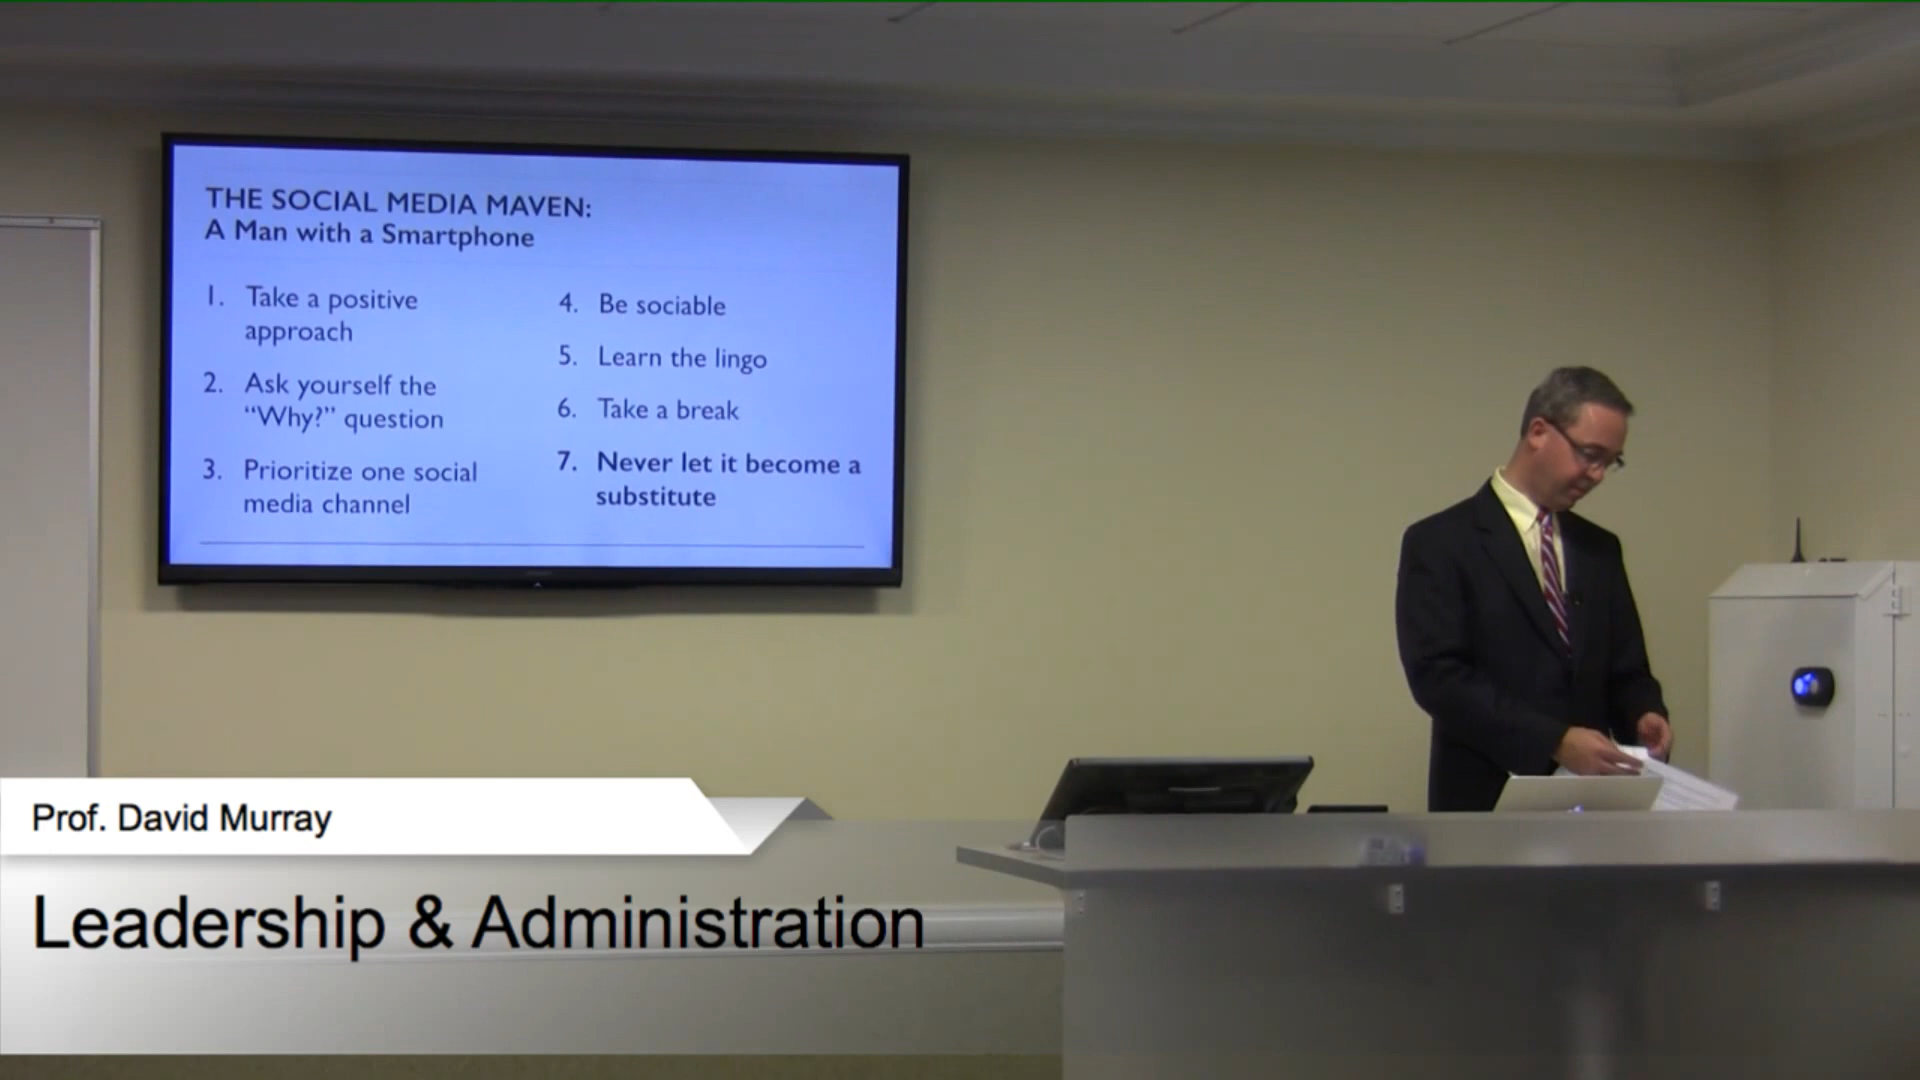 THE SOCIAL MEDIA MAVEN:
A Man with a Smartphone
1. Take a positive
approach
2. Ask yourself the
“Why?” question
3. Prioritize one social
media channel
4. Be sociable
5. Learn the lingo
6. Take a break
7. Never let it become a
substitute
Prof. David Murray
Leadership & Administration